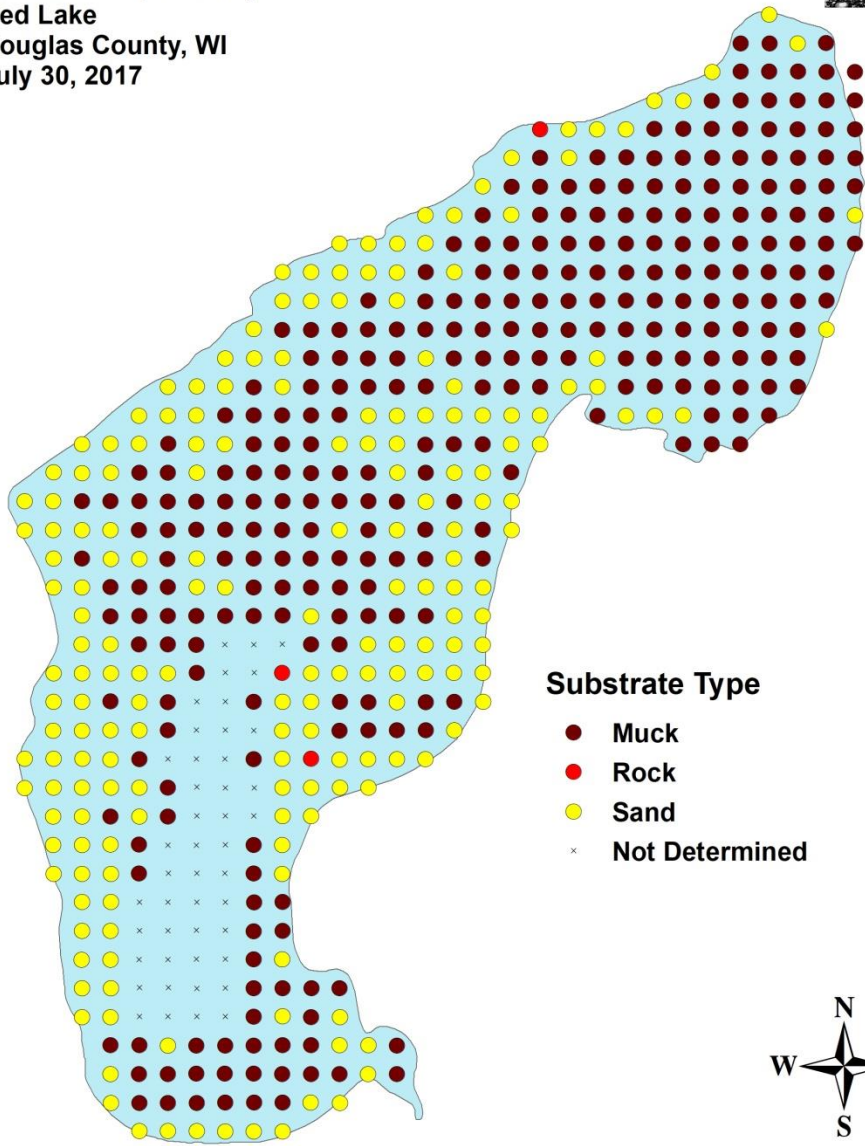 ed Lake
ouglas County, WI
uly 30, 2017
Substrate Type
Muck
Rock
Sand
Not Determined
N
W
S